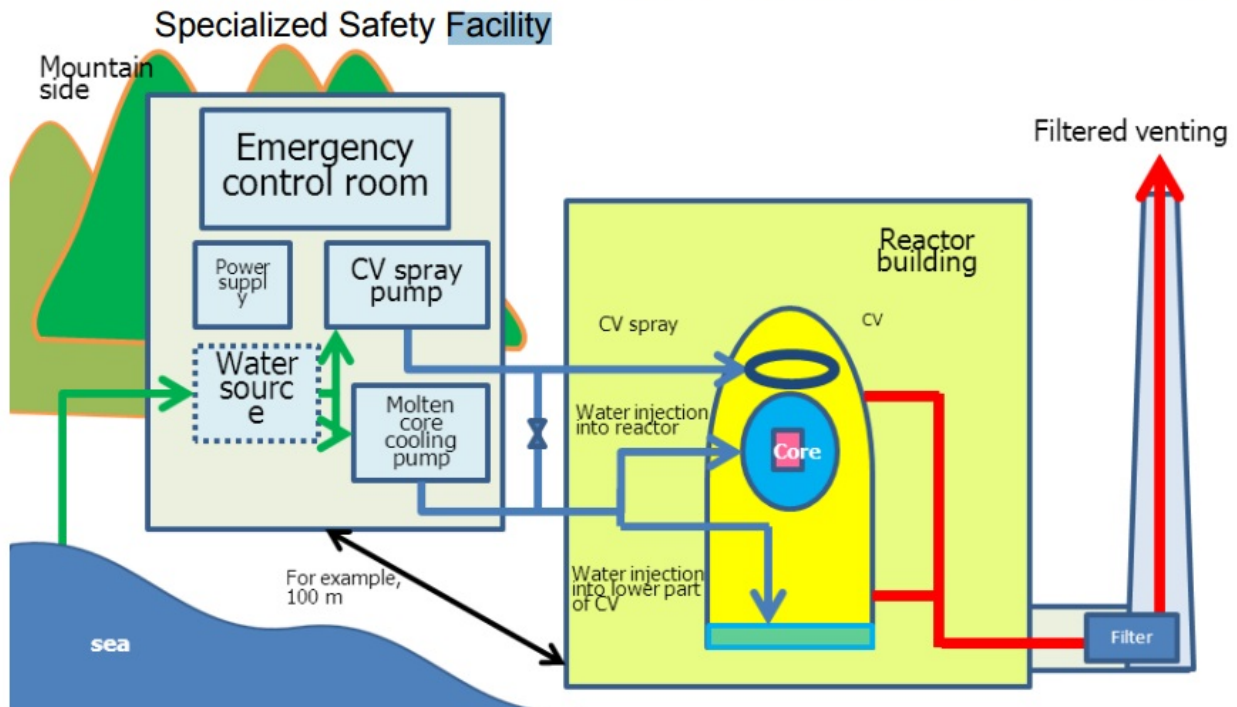 Specialized Safety Facility
Mountain
side
Emergency
control room
Power
suppl
y
CV spray
pump
Water
sourc
e
Molten
core
cooling
pump
For example,
100 m
sea
Reactor
building
CV spray
CV
Water injection
into reactor
Core
Water injection
into lower part
of CV
Filtered venting
Filter